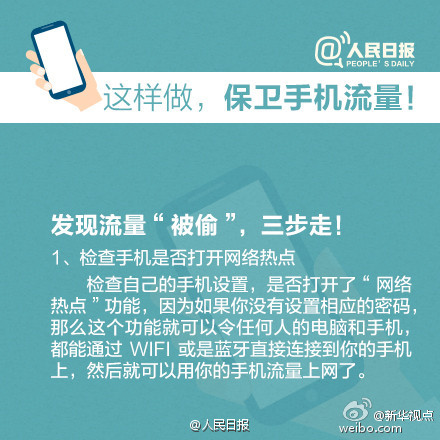 @人民日报
PEOPLE'S DAILY
这样做，保卫手机流量！
发现流量“被偷”，三步走！
1、检查手机是否打开网络热点
检查自己的手机设置，是否打开了“网络
热点”功能，因为如果你没有设置相应的密码，
那么这个功能就可以令任何人的电脑和手机，
都能通过 WIFI 或是蓝牙直接连接到你的手机
上，然后就可以用你的手机流量上网了。
@人民日报
@新华视点
weibo.com